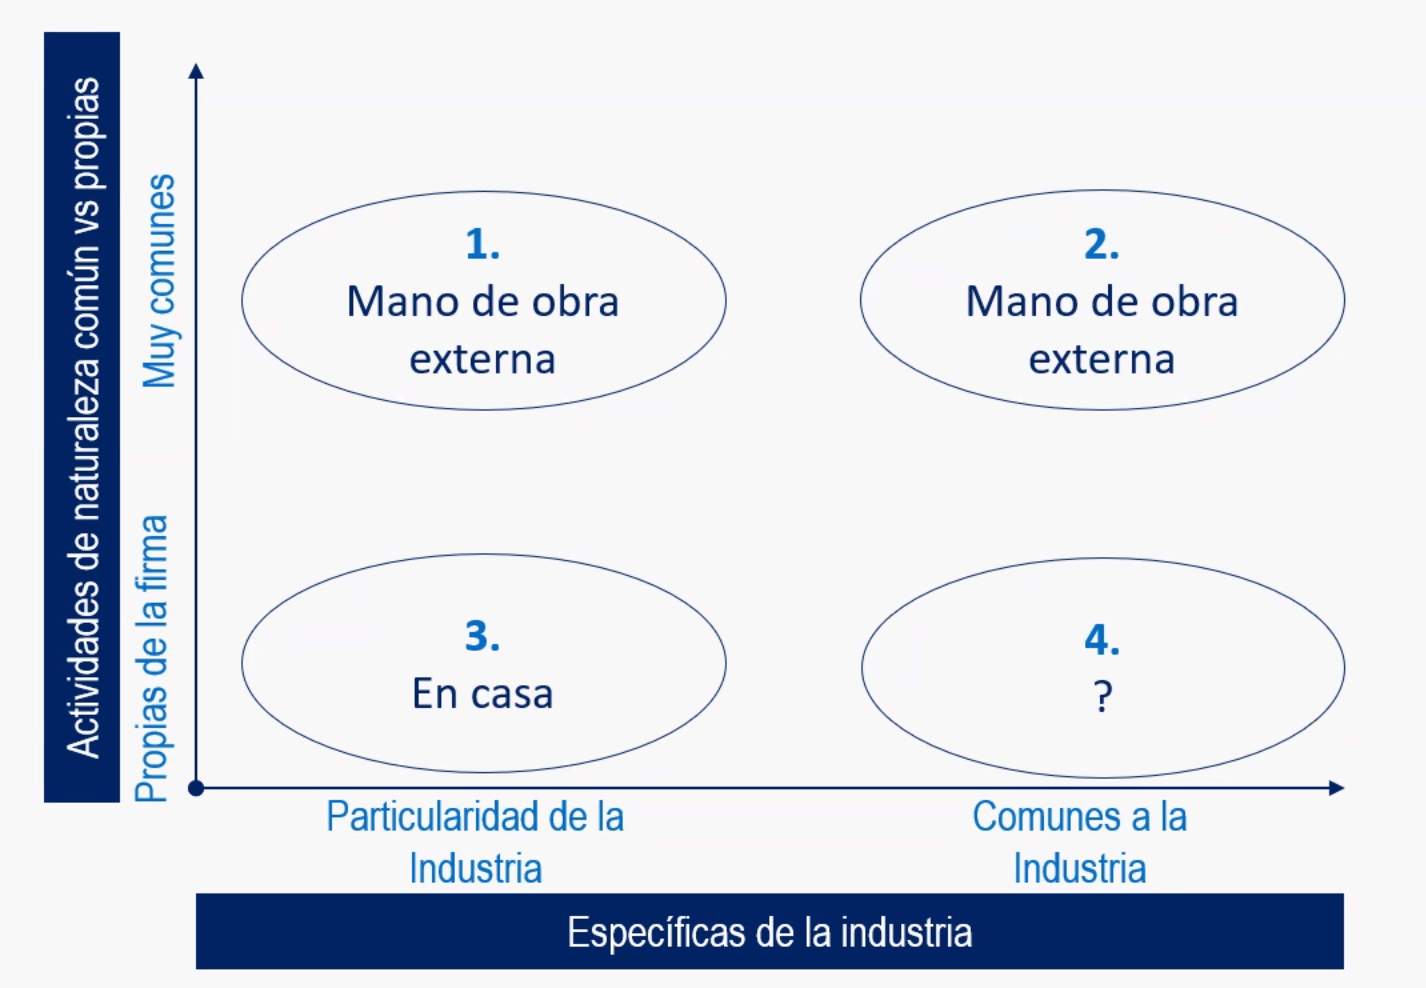 Actividades de naturaleza común vs propias
Muy comunes
Propias de la firma
1.
Mano de obra
externa
2.
Mano de obra
externa
3.
En casa
4.
?
Particularidad de la
Industria
Comunes a la
Industria
Específicas de la industria